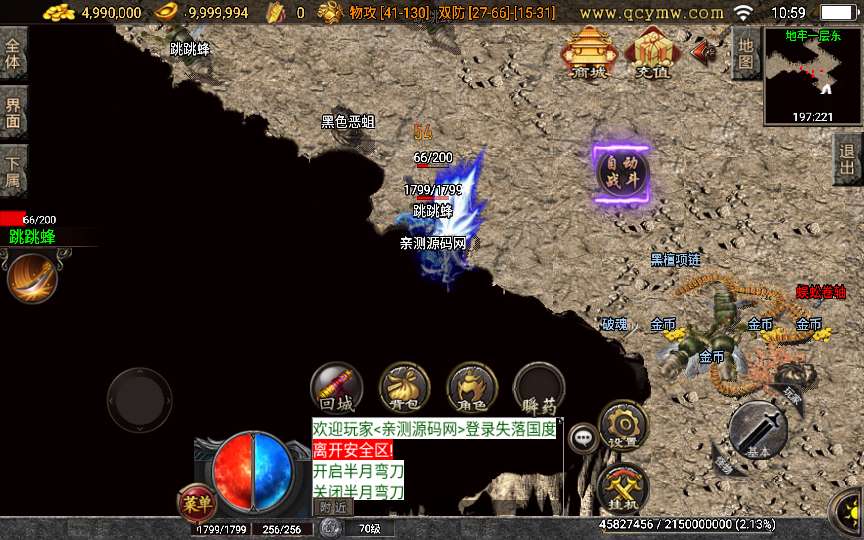 4,990,000 9,999,994 0 物攻 [41-130] 双防 [27-66]-[15-31] www.qcymw.com 10:59
全体
跳跳蜂
商城
充值
地图
地牢一层东
197:221
界面
黑色恶蛆
54
66/200
自动战斗
退出
下属
1799/1799
跳跳蜂
66/200
跳跳蜂
亲测源码网
黑檀项链
蜈蚣卷轴
破魂
金币
金币
金币
金币
回城
背包
角色
瞬药
玩家
欢迎玩家<亲测源码网>登录失落国度
离开安全区!
开启半月弯刀
关闭半月弯刀
设置
基本
怪物
菜单
附近
挂机
1799/1799
256/256
70级
45827456 / 2150000000 (2.13%)